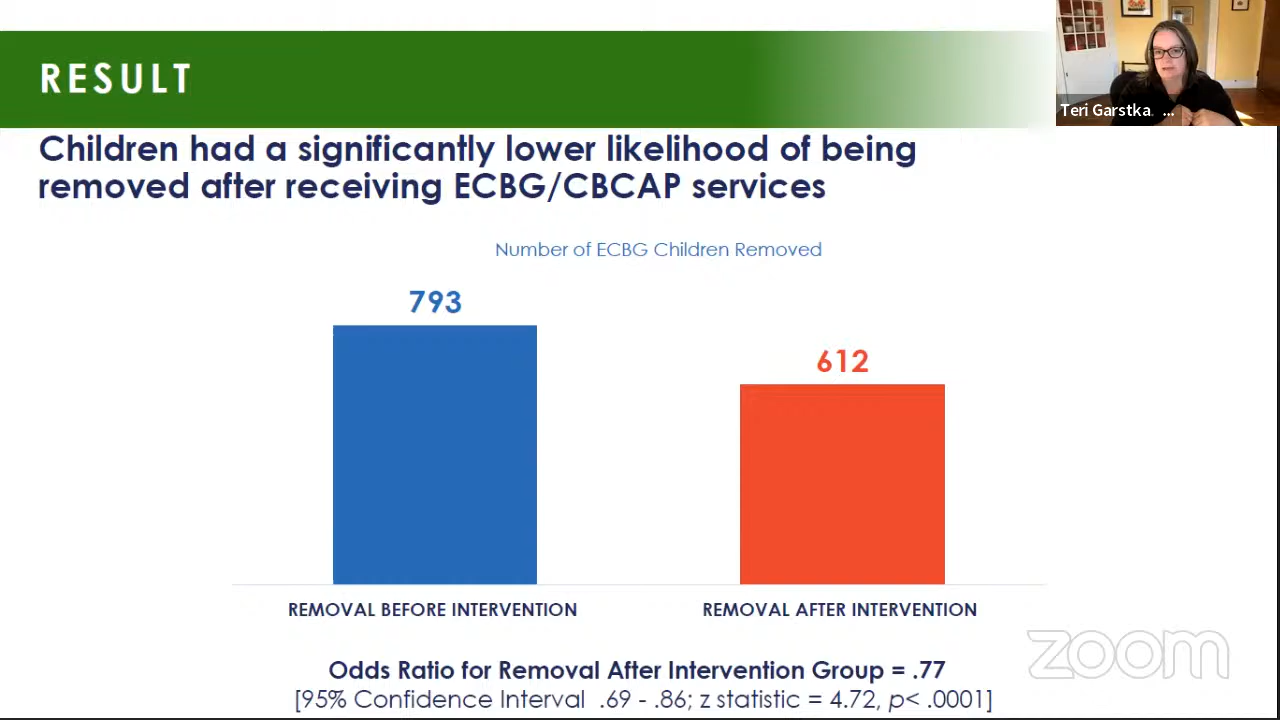 RESULT
Teri Garstka ...
Children had a significantly lower likelihood of being
removed after receiving ECBG/CBCAP services
Number of ECBG Children Removed
793
612
REMOVAL BEFORE INTERVENTION
REMOVAL AFTER INTERVENTION
zoom
Odds Ratio for Removal After Intervention Group = .77
[95% Confidence Interval .69 - .86; z statistic = 4.72, p< .0001]